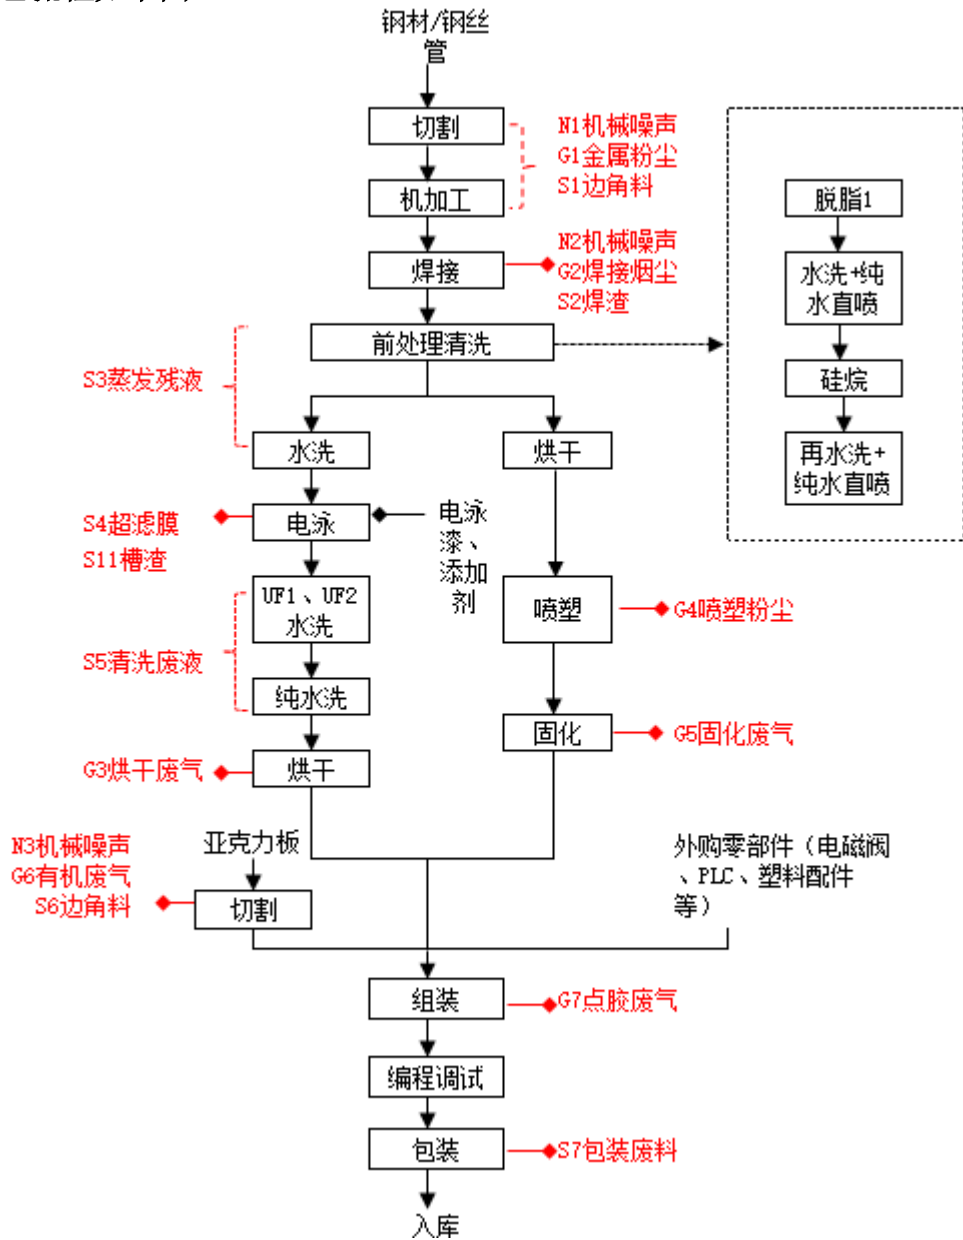 钢材/钢丝
管
切割
N1机械噪声
G1金属粉尘
S1边角料
机加工
脱脂1
焊接
N2机械噪声
G2焊接烟尘
S2焊渣
水洗+纯
水直喷
前处理清洗
S3蒸发残液
硅烷
水洗
烘干
再水洗+
纯水直喷
S4超滤膜
S11槽渣
电泳
电泳
漆、
添加
剂
UF1、UF2
水洗
喷塑
G4喷塑粉尘
S5清洗废液
纯水洗
固化
G5固化废气
G3烘干废气
烘干
N3机械噪声
G6有机废气
S6边角料
亚克力板
切割
外购零部件（电磁阀
、PLC、塑料配件
等）
组装
G7点胶废气
编程调试
包装
S7包装废料
入库